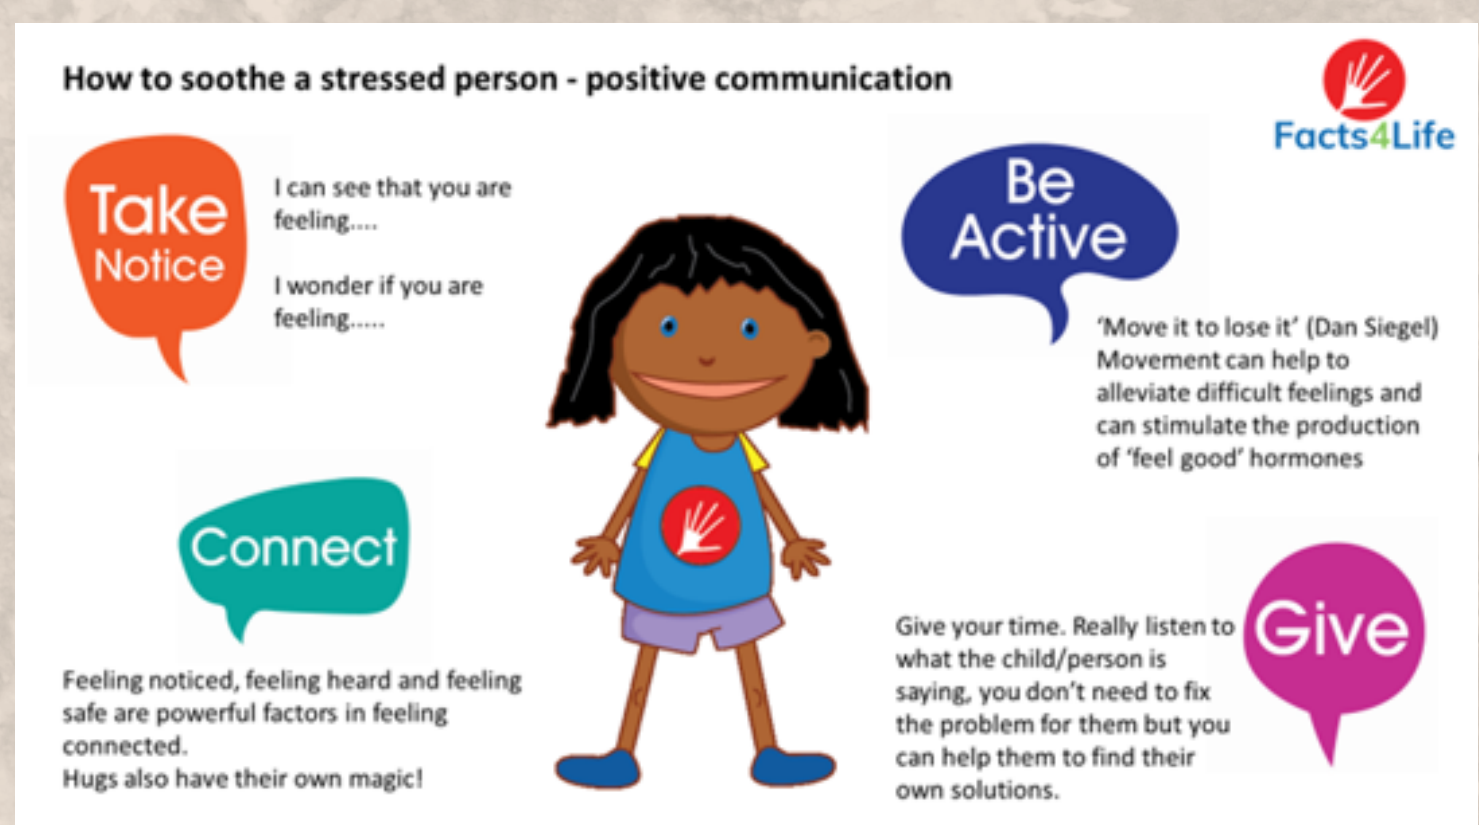 How to soothe a stressed person - positive communication
Facts4Life
Take
Notice
I can see that you are
feeling....
I wonder if you are
feeling.....
Be
Active
'Move it to lose it' (Dan Siegel)
Movement can help to
alleviate difficult feelings and
can stimulate the production
of 'feel good' hormones
Connect
Feeling noticed, feeling heard and feeling
safe are powerful factors in feeling
connected.
Hugs also have their own magic!
Give
Give your time. Really listen to
what the child/person is
saying, you don't need to fix
the problem for them but you
can help them to find their
own solutions.